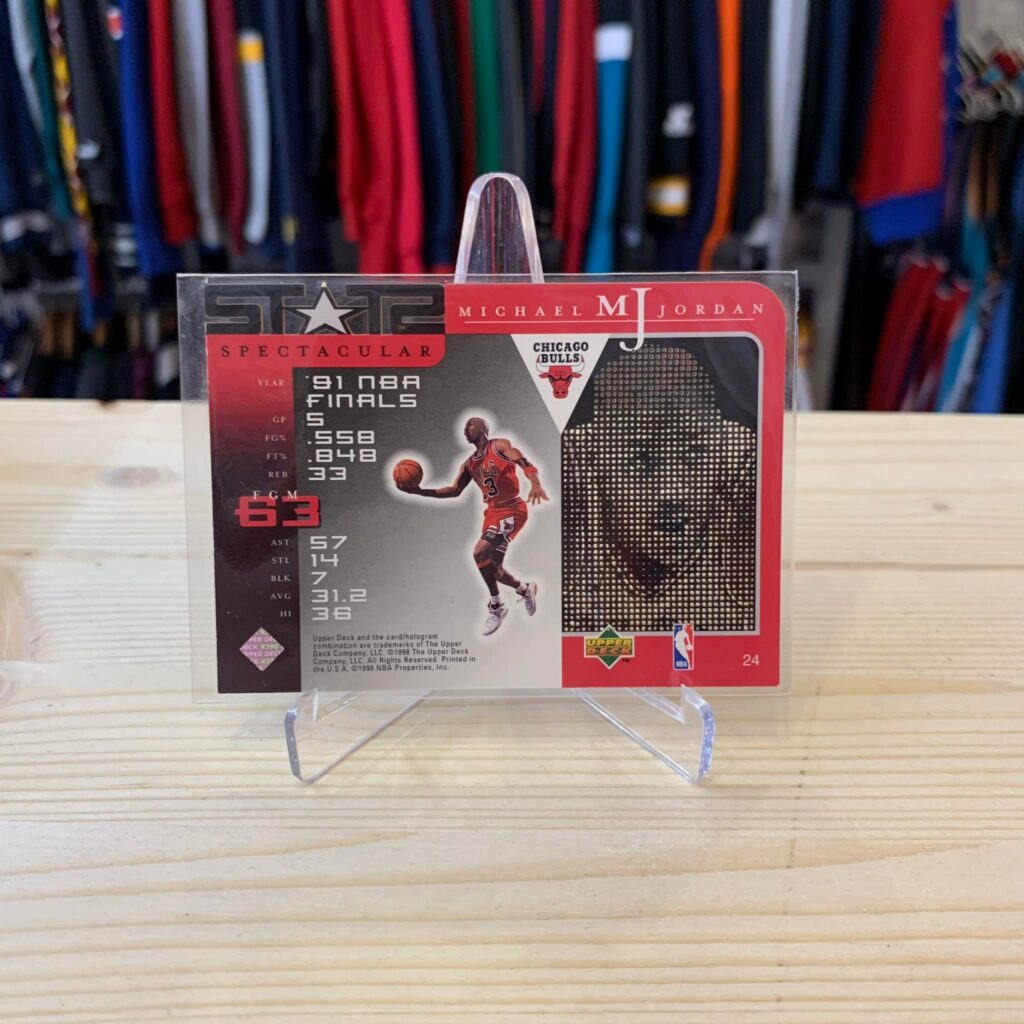 STATS
SPECTACULAR
MICHAEL MJ JORDAN
CHICAGO
BULLS
YEAR '91 NBA
FINALS
GP 5
FG% .558
FT% .848
REB 33
FGM
63
AST 57
STL 14
BLK 7
AVG 31.2
HI 36
Upper Deck and the card/hologram
combination are trademarks of The Upper
Deck Company, LLC. ©1998 The Upper Deck
Company, LLC. All Rights Reserved. Printed in
the U.S.A. ©1998 NBA Properties, Inc.
UPPER
DECK
TM
NBA
24